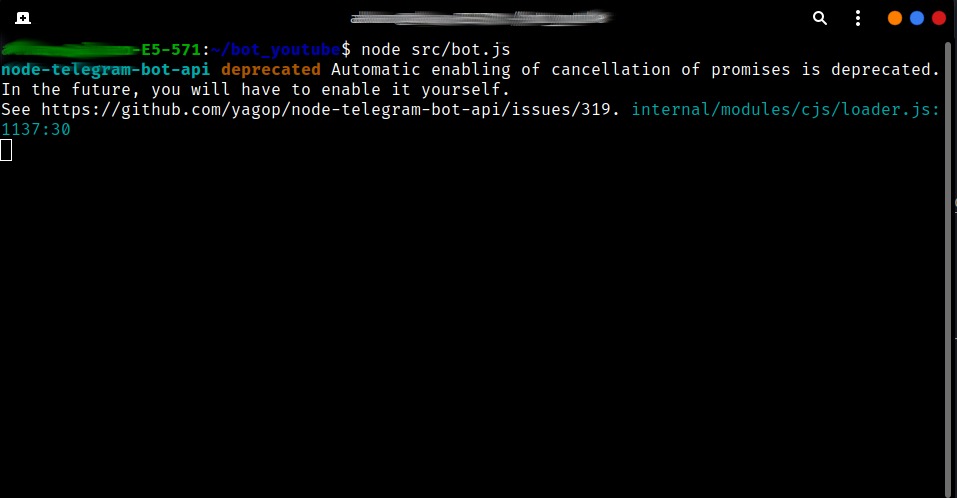 -E5-571:~/bot_youtube$ node src/bot.js
node-telegram-bot-api deprecated Automatic enabling of cancellation of promises is deprecated.
In the future, you will have to enable it yourself.
See https://github.com/yagop/node-telegram-bot-api/issues/319. internal/modules/cjs/loader.js:
1137:30